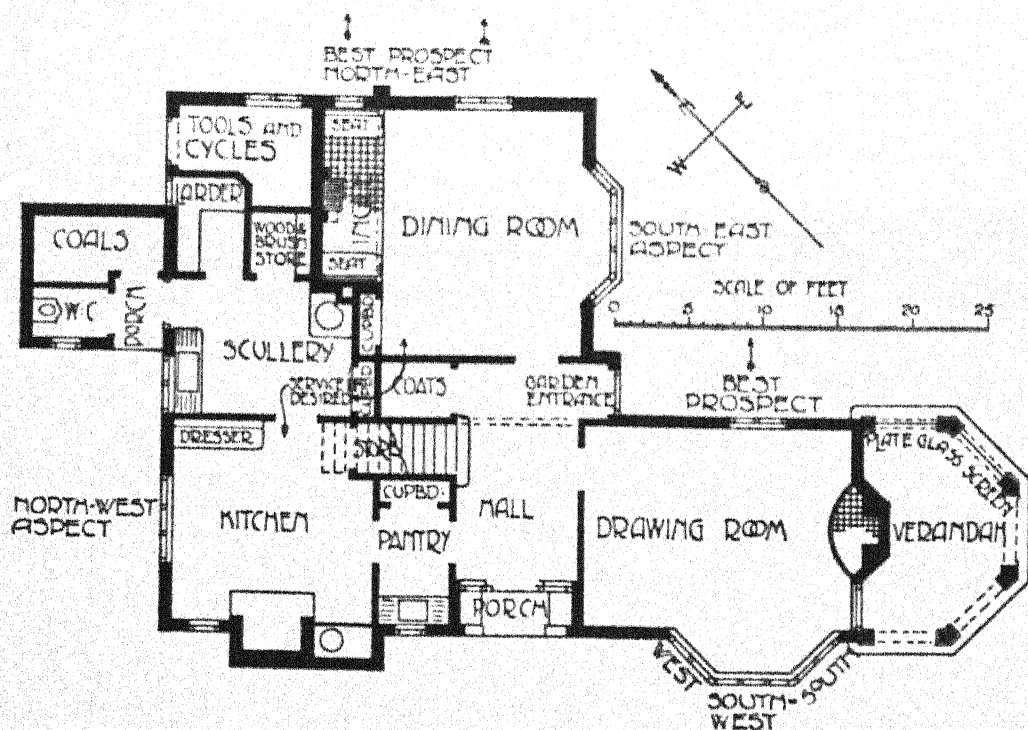 BEST PROSPECT
NORTH-EAST
TOOLS AND
CYCLES
SEAT
LARDER
WOOD &
BRUSH
STORE
INGLE
SEAT
DINING ROOM
E
W
SOUTH-EAST
ASPECT
SCALE OF FEET
0 5 10 15 20 25
COALS
W.C
PORCH
SCULLERY
CUPBD
CUPBD
SERVICE IF
DESIRED
COATS
GARDEN
ENTRANCE
BEST
PROSPECT
DRESSER
STORE
CUPBD.
PLATE GLASS SCREEN
NORTH-WEST
ASPECT
KITCHEN
PANTRY
HALL
DRAWING ROOM
VERANDAH
PORCH
WEST
SOUTH-
WEST
SOUTH